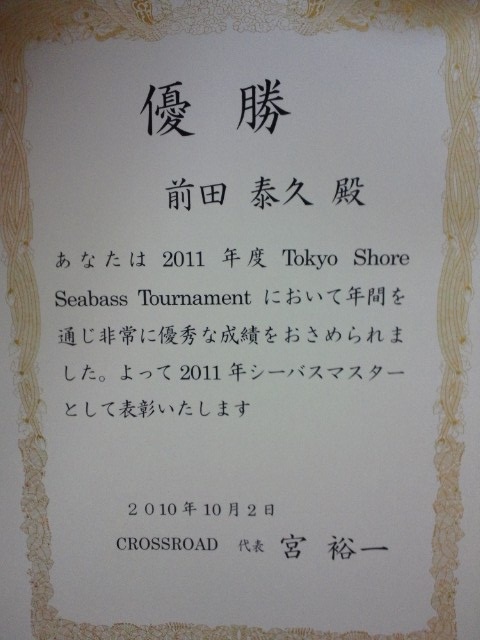 優勝
前田 泰久 殿
あなたは 2011 年度 Tokyo Shore
Seabass Tournament において年間を
通じ非常に優秀な成績をおさめられま
した。よって2011年シーバスマスター
として表彰いたします
2010年10月2日
CROSSROAD 代表 宮 裕一